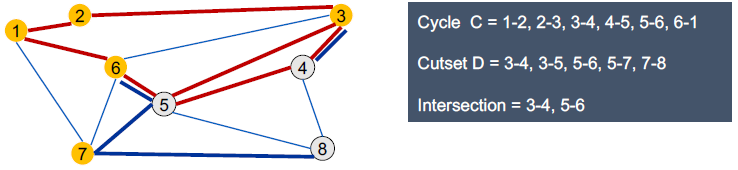 1
2
3
6
4
5
7
8
Cycle C = 1-2, 2-3, 3-4, 4-5, 5-6, 6-1
Cutset D = 3-4, 3-5, 5-6, 5-7, 7-8
Intersection = 3-4, 5-6